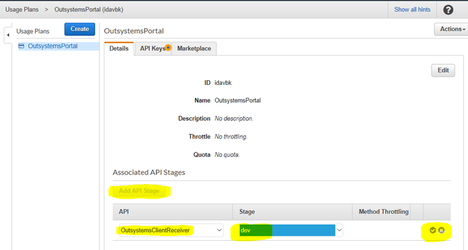 Usage Plans > OutsystemsPortal (idavbk)
Show all hints
Usage Plans
Create
OutsystemsPortal
OutsystemsPortal
Actions
Details
API Keys
Marketplace
Edit
ID idavbk
Name OutsystemsPortal
Description No description.
Throttle No throttling.
Quota No quota.
Associated API Stages
Add API Stage
API Stage Method Throttling
OutsystemsClientReceiver dev